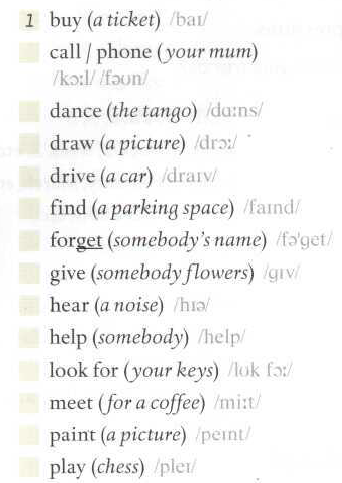 1 buy (a ticket) /baɪ/
call / phone (your mum)
/kɔːl/ /fəʊn/
dance (the tango) /dɑːns/
draw (a picture) /drɔː/
drive (a car) /draɪv/
find (a parking space) /faɪnd/
forget (somebody's name) /fəˈget/
give (somebody flowers) /gɪv/
hear (a noise) /hɪə/
help (somebody) /help/
look for (your keys) /lʊk fɔː/
meet (for a coffee) /miːt/
paint (a picture) /peɪnt/
play (chess) /pleɪ/